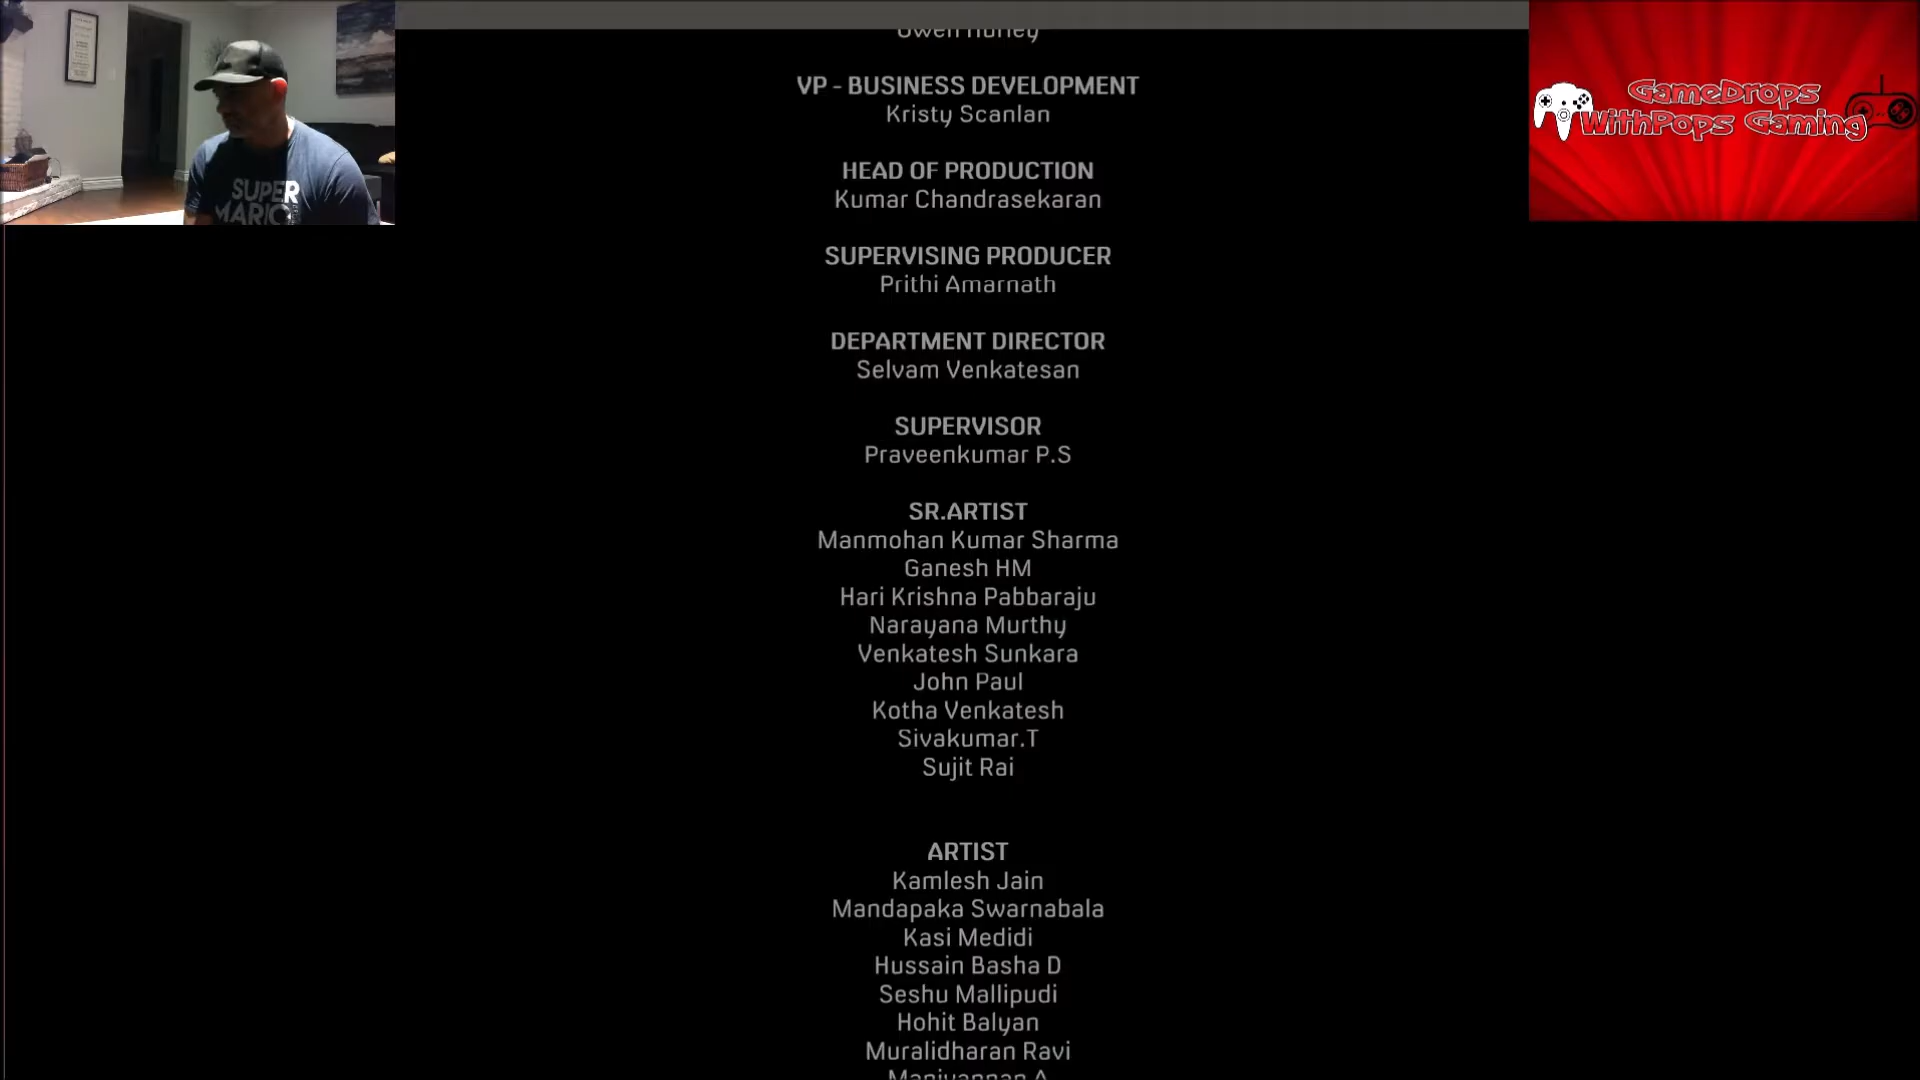 Owen Hurley
VP - BUSINESS DEVELOPMENT
Kristy Scanlan
HEAD OF PRODUCTION
Kumar Chandrasekaran
SUPERVISING PRODUCER
Prithi Amarnath
DEPARTMENT DIRECTOR
Selvam Venkatesan
SUPERVISOR
Praveenkumar P.S
SR.ARTIST
Manmohan Kumar Sharma
Ganesh HM
Hari Krishna Pabbaraju
Narayana Murthy
Venkatesh Sunkara
John Paul
Kotha Venkatesh
Sivakumar.T
Sujit Rai
ARTIST
Kamlesh Jain
Mandapaka Swarnabala
Kasi Medidi
Hussain Basha D
Seshu Mallipudi
Hohit Balyan
Muralidharan Ravi
GameDrops
WithPops Gaming
SUPER
MARIO